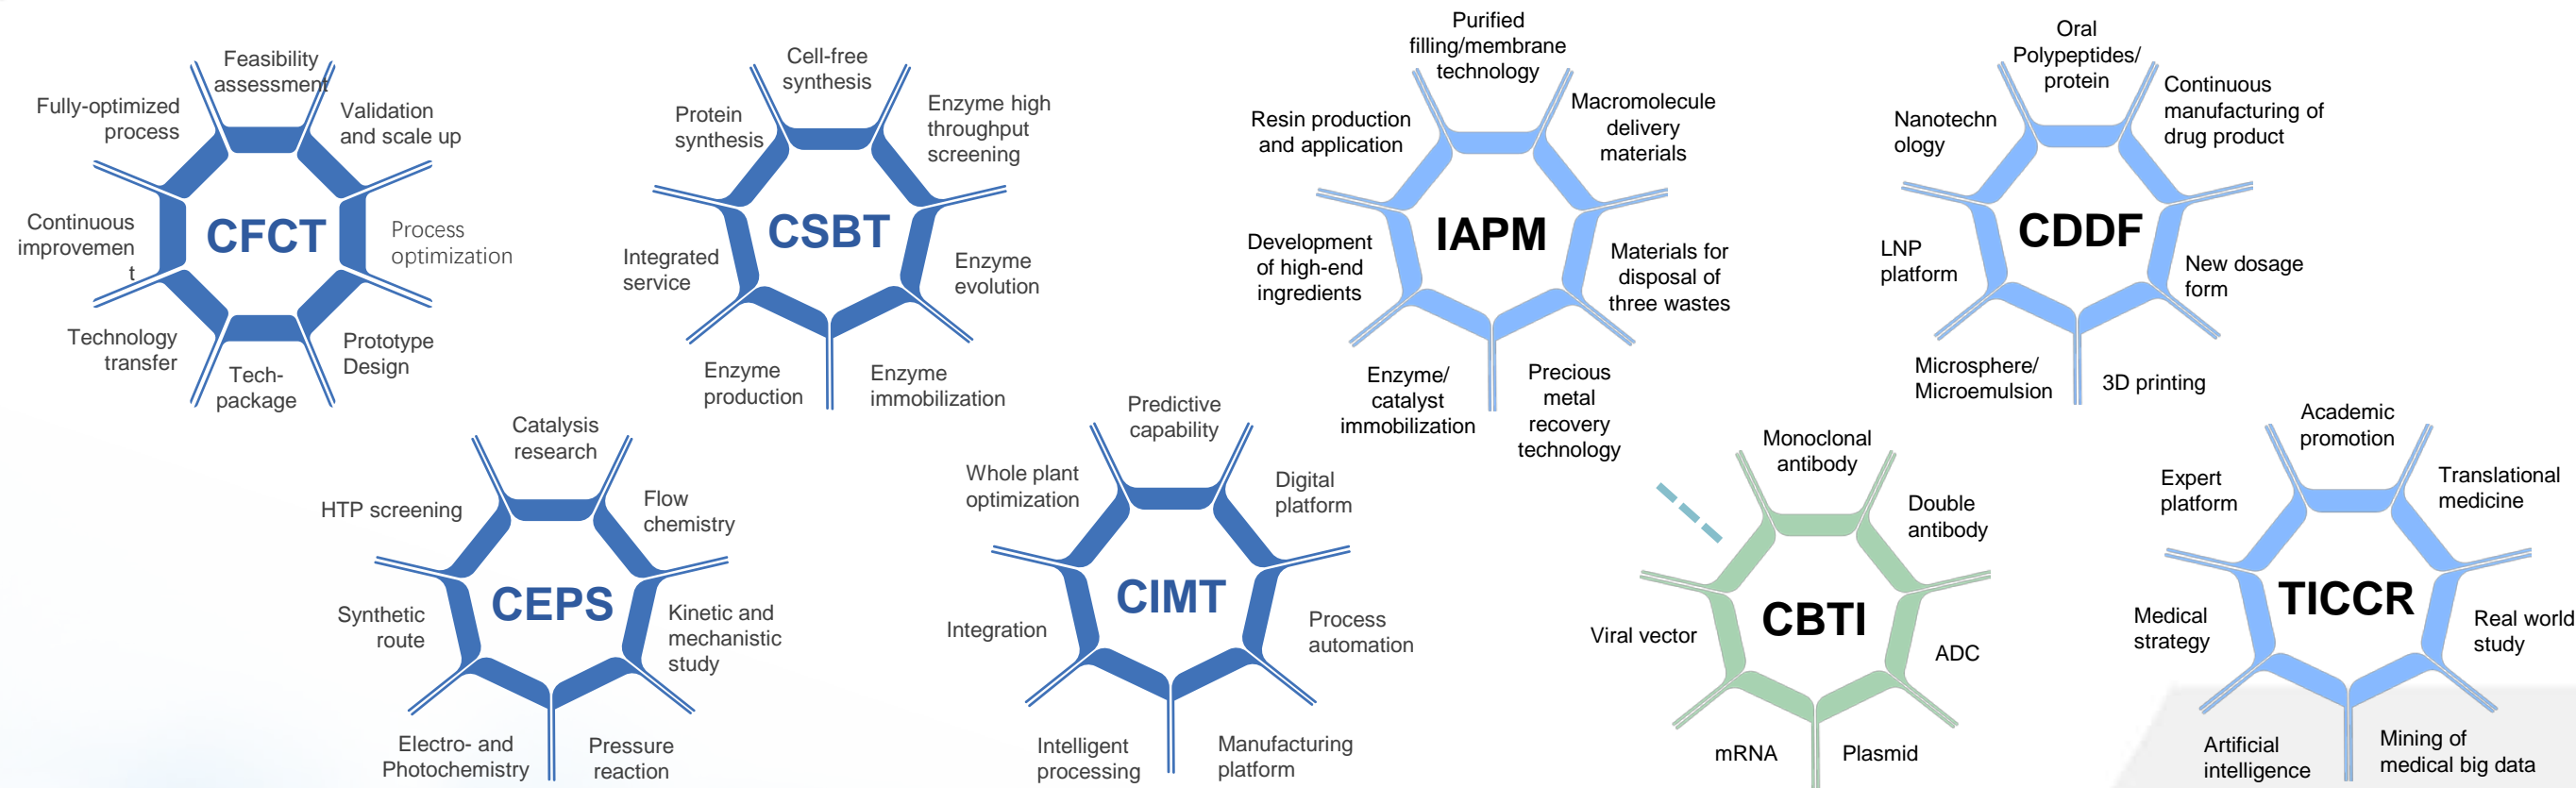 Feasibility
assessment
Fully-optimized
process
Validation
and scale up
Continuous
improvemen
t
CFCT
Process
optimization
Technology
transfer
Prototype
Design
Tech-
package
Cell-free
synthesis
Protein
synthesis
Enzyme high
throughput
screening
CSBT
Integrated
service
Enzyme
evolution
Enzyme
production
Enzyme
immobilization
Purified
filling/membrane
technology
Resin production
and application
Macromolecule
delivery
materials
IAPM
Development
of high-end
ingredients
Materials for
disposal of
three wastes
Enzyme/
catalyst
immobilization
Precious
metal
recovery
technology
Oral
Polypeptides/
protein
Nanotechn
ology
Continuous
manufacturing of
drug product
CDDF
LNP
platform
New dosage
form
Microsphere/
Microemulsion
3D printing
Catalysis
research
HTP screening
Flow
chemistry
CEPS
Synthetic
route
Kinetic and
mechanistic
study
Electro- and
Photochemistry
Pressure
reaction
Predictive
capability
Whole plant
optimization
Digital
platform
CIMT
Integration
Process
automation
Intelligent
processing
Manufacturing
platform
Monoclonal
antibody
Double
antibody
CBTI
Viral vector
ADC
mRNA
Plasmid
Academic
promotion
Expert
platform
Translational
medicine
TICCR
Medical
strategy
Real world
study
Artificial
intelligence
Mining of
medical big data